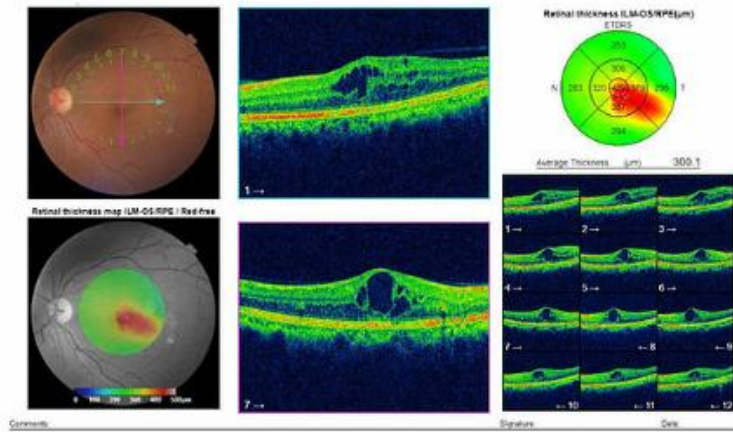 Retinal thickness ILM-OS/RPE(μm)
ETDRS
253
306
N 283 320 296 T
294
Average Thickness (μm) 300.1
1→
Retinal thickness map ILM-OS/RPE / Red-free
0 100 200 300 400 500μm
7→
1→ 2→ 3→
4→ 5→ 6→
7→ ←8 ←9
←10 ←11 ←12
Comments: Signature: Date: